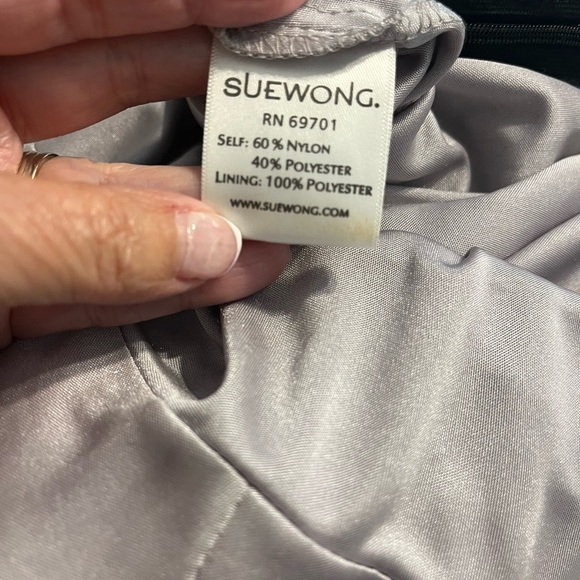 SUEWONG.
RN 69701
SELF: 60 % NYLON
40% POLYESTER
LINING: 100% POLYESTER
WWW.SUEWONG.COM